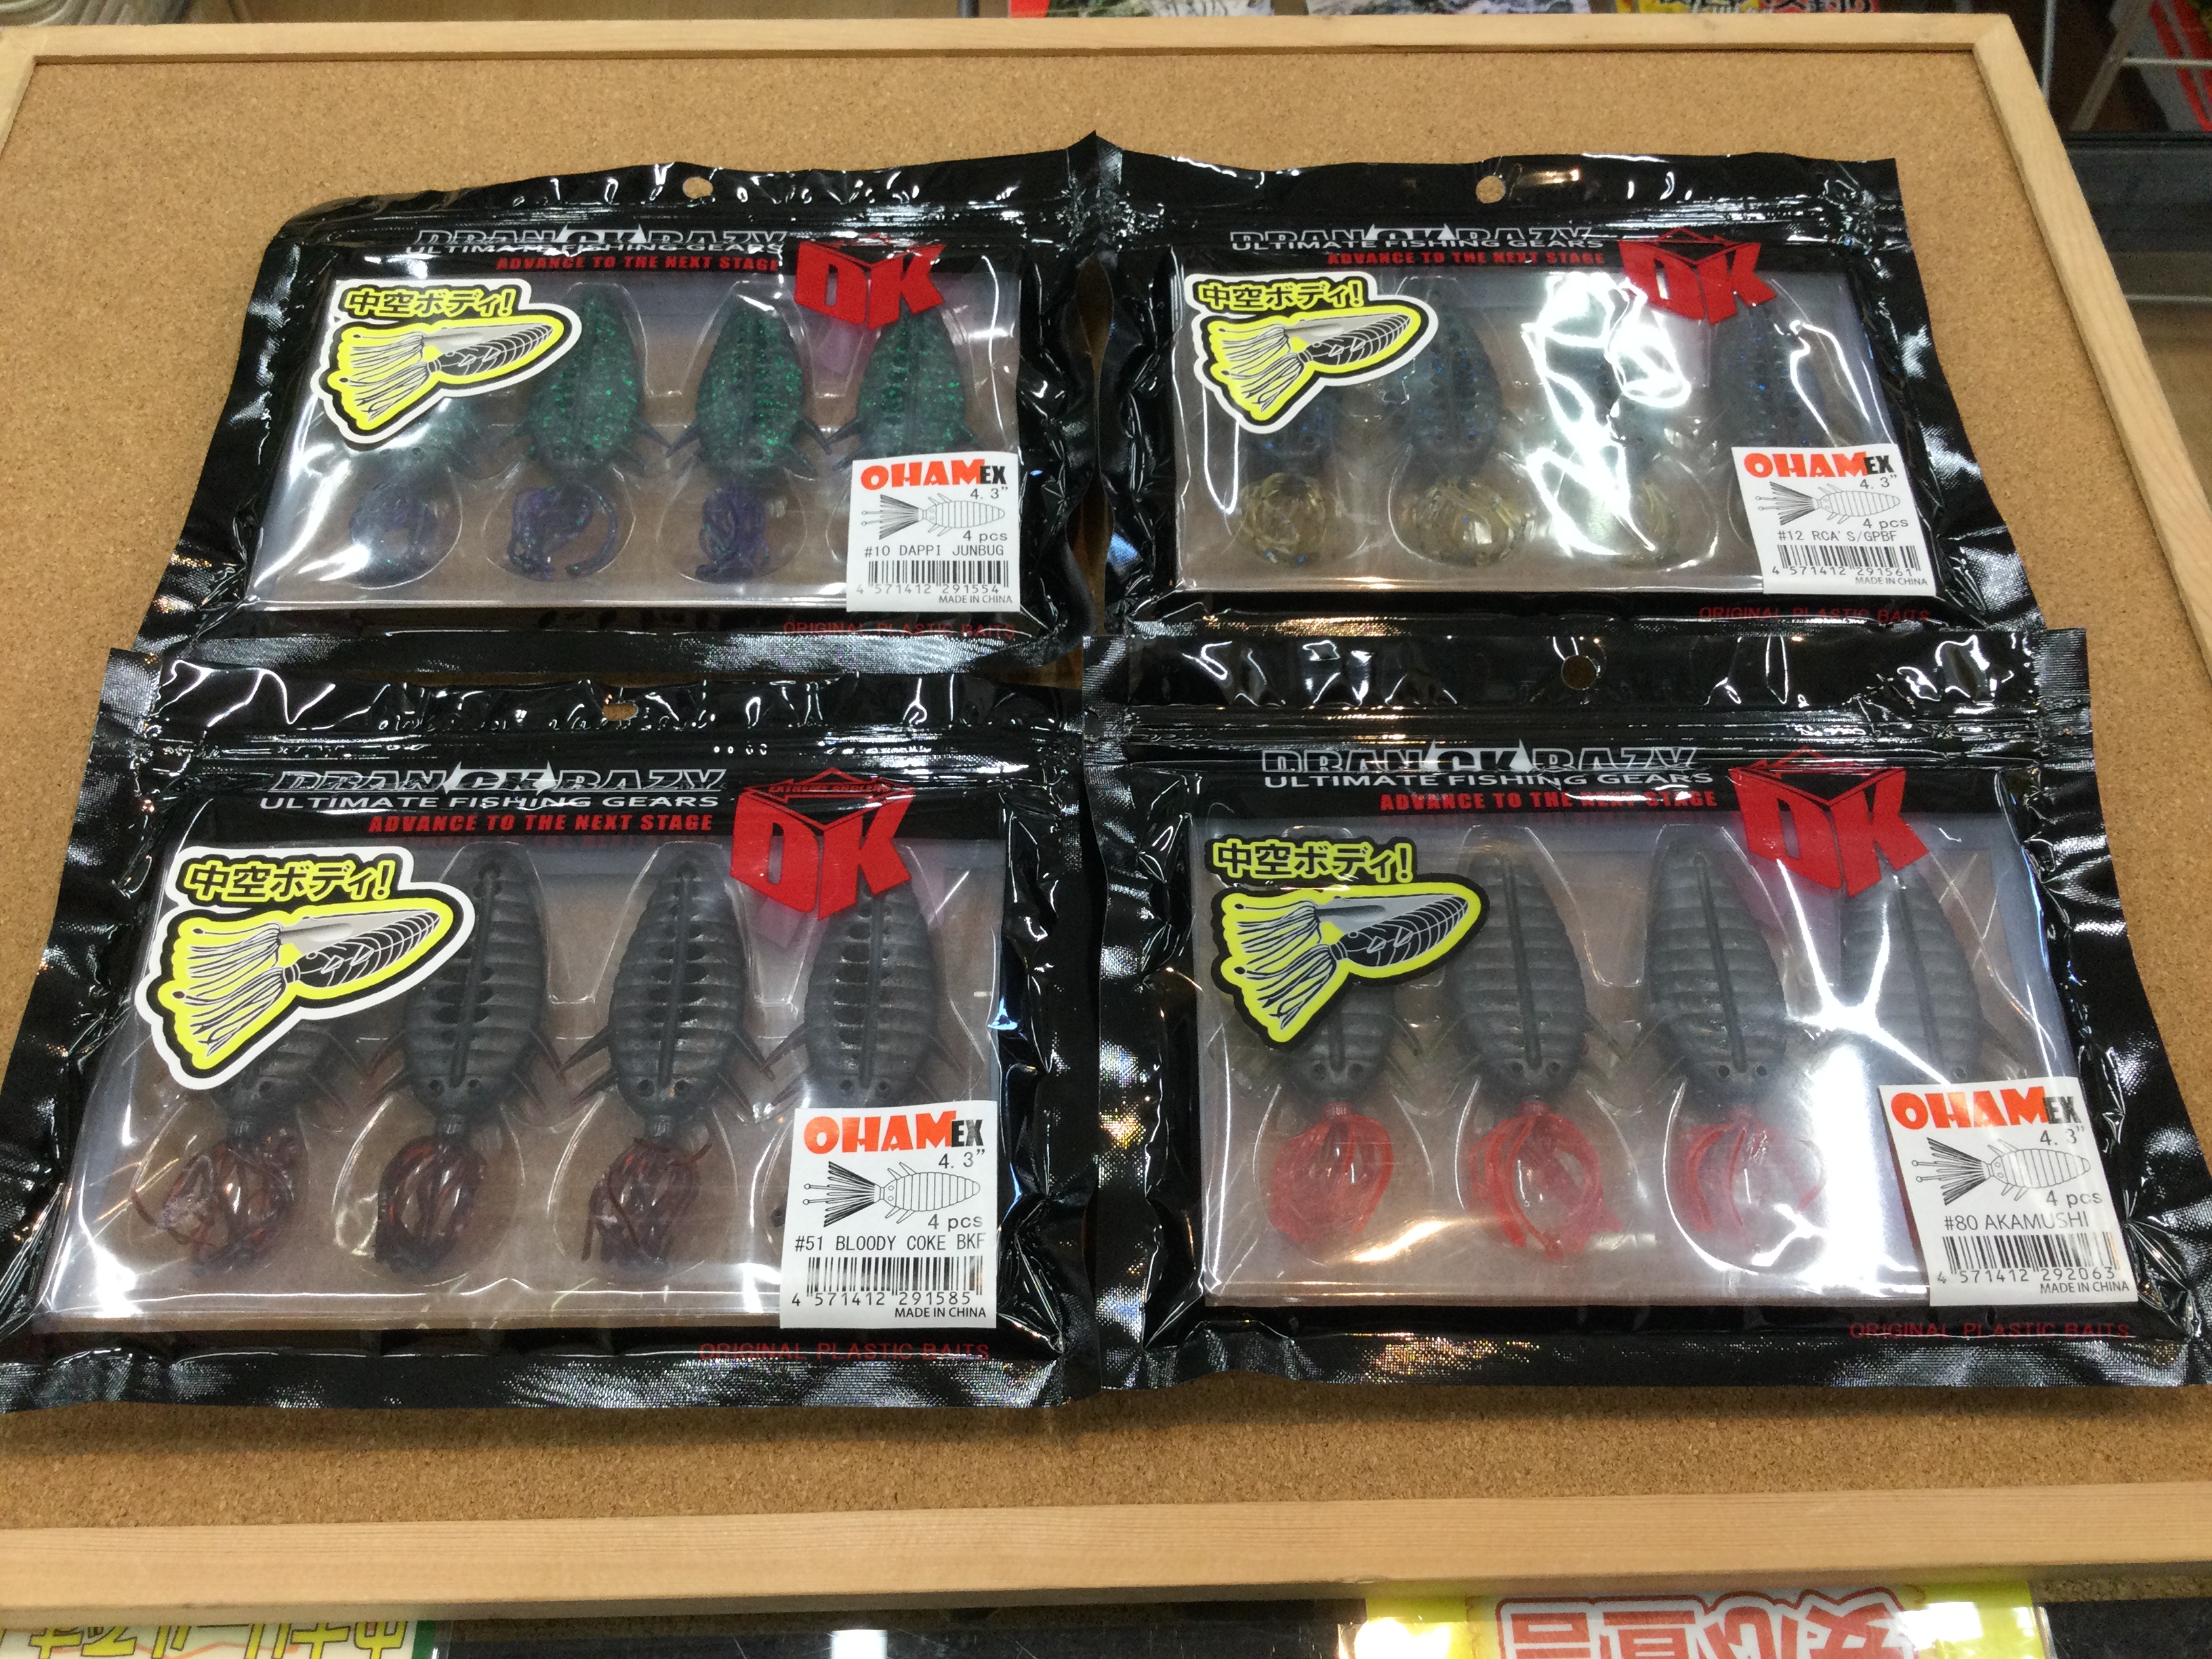 DRANCKRAZY
ULTIMATE FISHING GEARS
ADVANCE TO THE NEXT STAGE
DK
中空ボディ!
OHAMEX
4.3"
4 pcs
#10 DAPPI JUNBUG
4 571412 291554
MADE IN CHINA
ORIGINAL PLASTIC BAITS
DRANCKRAZY
ULTIMATE FISHING GEARS
ADVANCE TO THE NEXT STAGE
DK
中空ボディ!
OHAMEX
4.3"
4 pcs
#12 RCA'S/GPBF
4 571412 291561
MADE IN CHINA
ORIGINAL PLASTIC BAITS
DRANCKRAZY
ULTIMATE FISHING GEARS
ADVANCE TO THE NEXT STAGE
DK
中空ボディ!
OHAMEX
4.3"
4 pcs
#51 BLOODY COKE BKF
4 571412 291585
MADE IN CHINA
ORIGINAL PLASTIC BAITS
DRANCKRAZY
ULTIMATE FISHING GEARS
ADVANCE TO THE NEXT STAGE
DK
中空ボディ!
OHAMEX
4.3"
4 pcs
#80 AKAMUSHI
4 571412 292063
MADE IN CHINA
ORIGINAL PLASTIC BAITS